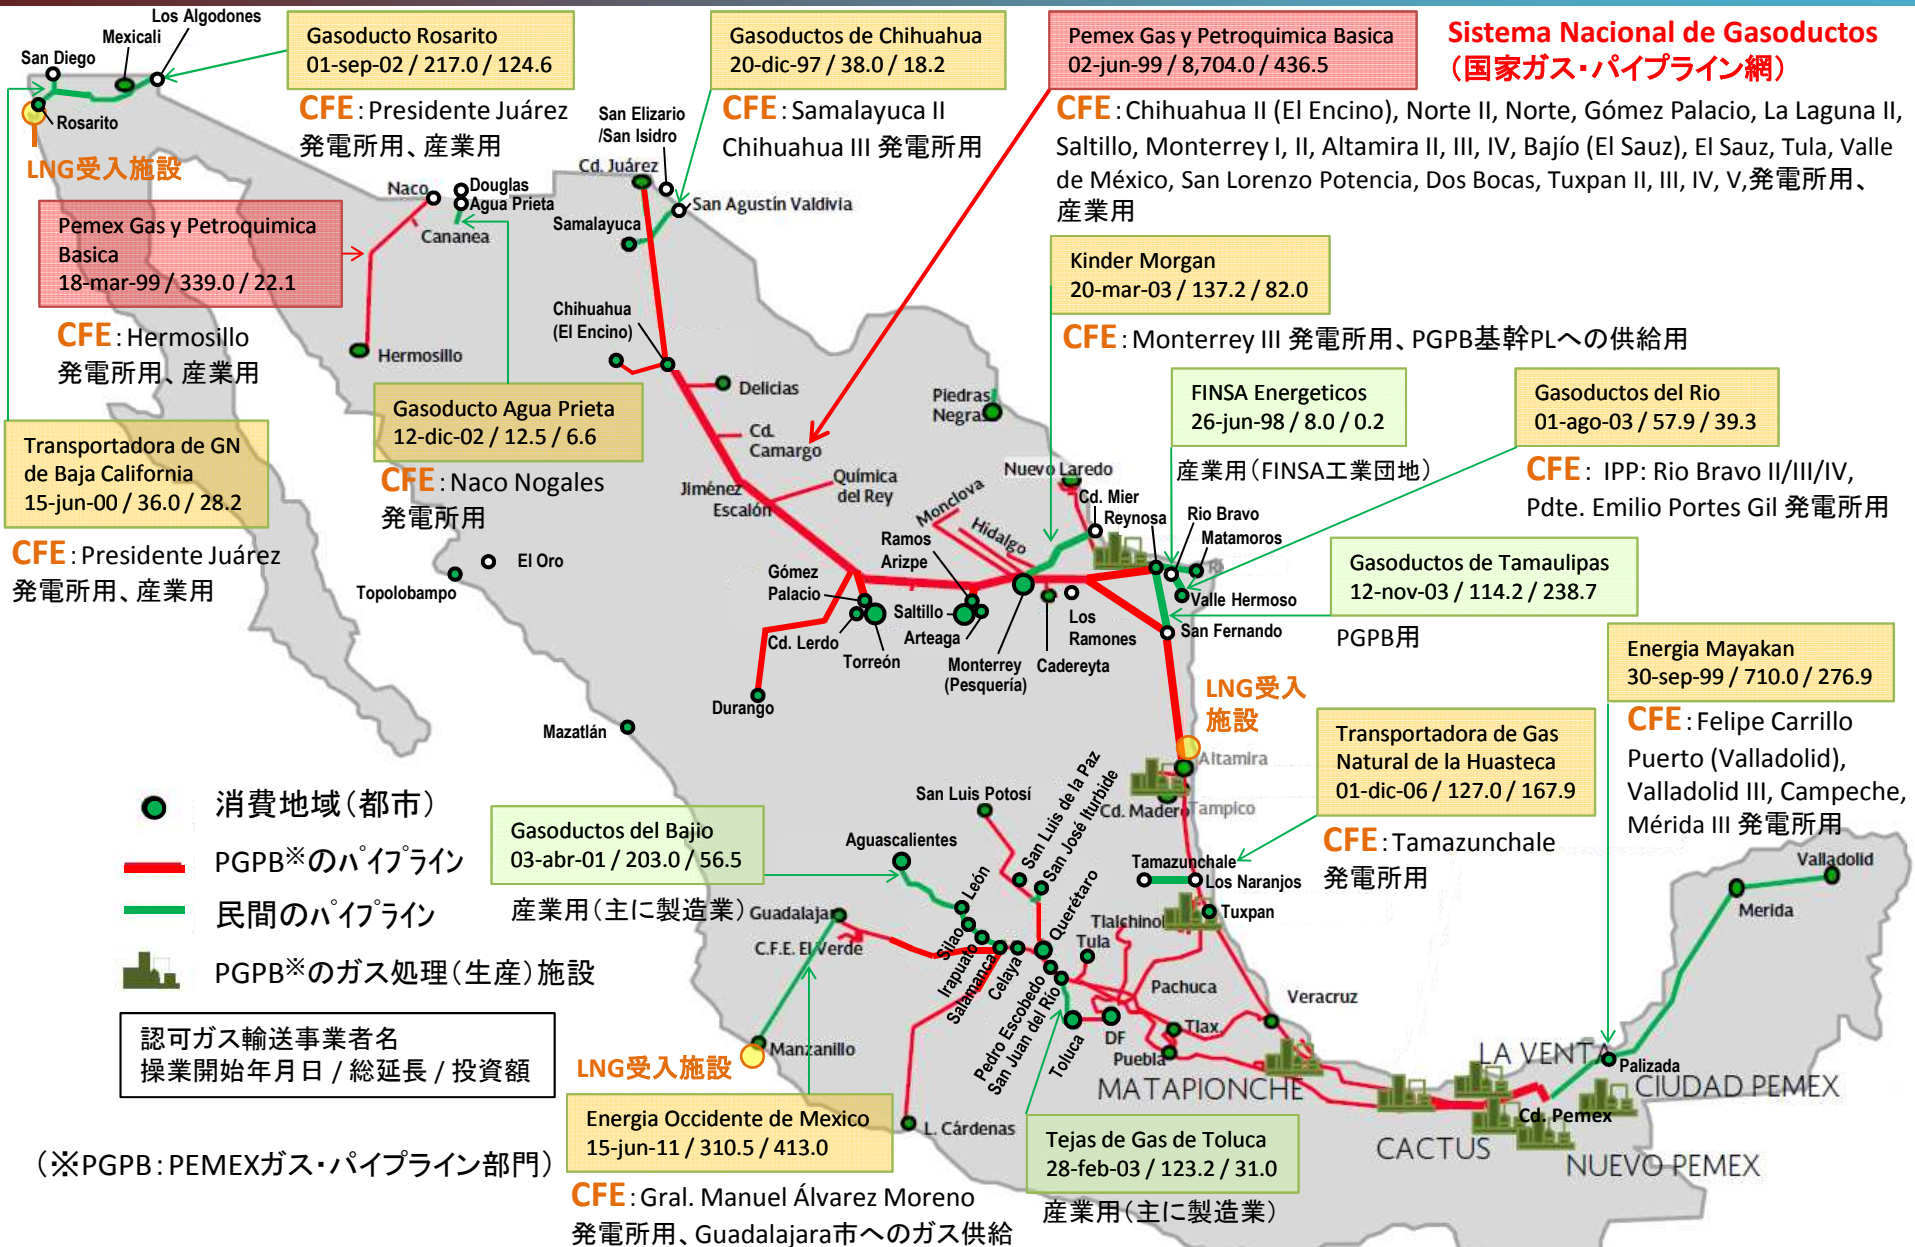 Sistema Nacional de Gasoductos
（国家ガス・パイプライン網）
Los Algodones
Mexicali
San Diego
Rosarito
LNG受入施設
Gasoducto Rosarito
01-sep-02 / 217.0 / 124.6
CFE：Presidente Juárez
発電所用、産業用
Gasoductos de Chihuahua
20-dic-97 / 38.0 / 18.2
CFE：Samalayuca II
Chihuahua III 発電所用
Pemex Gas y Petroquimica Basica
02-jun-99 / 8,704.0 / 436.5
CFE：Chihuahua II (El Encino), Norte II, Norte, Gómez Palacio, La Laguna II,
Saltillo, Monterrey I, II, Altamira II, III, IV, Bajío (El Sauz), El Sauz, Tula, Valle
de México, San Lorenzo Potencia, Dos Bocas, Tuxpan II, III, IV, V,発電所用、
産業用
San Elizario
/San Isidro
Cd. Juárez
San Agustín Valdivia
Samalayuca
Naco
Douglas
Agua Prieta
Cananea
Pemex Gas y Petroquimica
Basica
18-mar-99 / 339.0 / 22.1
CFE：Hermosillo
発電所用、産業用
Hermosillo
Chihuahua
(El Encino)
Delicias
Cd.
Camargo
Kinder Morgan
20-mar-03 / 137.2 / 82.0
CFE：Monterrey III 発電所用、PGPB基幹PLへの供給用
Gasoducto Agua Prieta
12-dic-02 / 12.5 / 6.6
CFE：Naco Nogales
発電所用
Transportadora de GN
de Baja California
15-jun-00 / 36.0 / 28.2
CFE：Presidente Juárez
発電所用、産業用
Piedras
Negras
FINSA Energeticos
26-jun-98 / 8.0 / 0.2
産業用（FINSA工業団地）
Gasoductos del Rio
01-ago-03 / 57.9 / 39.3
CFE： IPP: Rio Bravo II/III/IV,
Pdte. Emilio Portes Gil 発電所用
Jiménez
Escalón
Química
del Rey
Monclova
Hidalgo
Nuevo Laredo
Cd. Mier
Reynosa
Rio Bravo
Matamoros
Valle Hermoso
San Fernando
Gasoductos de Tamaulipas
12-nov-03 / 114.2 / 238.7
PGPB用
El Oro
Topolobampo
Gómez
Palacio
Cd. Lerdo
Torreón
Ramos
Arizpe
Saltillo
Arteaga
Monterrey
(Pesquería)
Cadereyta
Los
Ramones
Durango
Mazatlán
LNG受入
施設
Altamira
Cd. Madero
Tampico
Energia Mayakan
30-sep-99 / 710.0 / 276.9
CFE：Felipe Carrillo
Puerto (Valladolid),
Valladolid III, Campeche,
Mérida III 発電所用
Transportadora de Gas
Natural de la Huasteca
01-dic-06 / 127.0 / 167.9
CFE：Tamazunchale
発電所用
消費地域（都市）
PGPB※のパイプライン
民間のパイプライン
PGPB※のガス処理（生産）施設
認可ガス輸送事業者名
操業開始年月日 / 総延長 / 投資額
（※PGPB：PEMEXガス・パイプライン部門）
Gasoductos del Bajio
03-abr-01 / 203.0 / 56.5
産業用（主に製造業）
San Luis Potosí
Aguascalientes
San Luis de la Paz
San José Iturbide
León
Silao
Irapuato
Salamanca
Celaya
Querétaro
Pedro Escobedo
San Juan del Río
Toluca
Guadalajar
C.F.E. El Verde
Manzanillo
LNG受入施設
L. Cárdenas
Tamazunchale
Los Naranjos
Tuxpan
Tlalchinol
Tula
Pachuca
DF
Tlax.
Puebla
Veracruz
Valladolid
Merida
MATAPIONCHE
LA VENTA
Palizada
CIUDAD PEMEX
Cd. Pemex
CACTUS
NUEVO PEMEX
Energia Occidente de Mexico
15-jun-11 / 310.5 / 413.0
CFE：Gral. Manuel Álvarez Moreno
発電所用、Guadalajara市へのガス供給
Tejas de Gas de Toluca
28-feb-03 / 123.2 / 31.0
産業用（主に製造業）